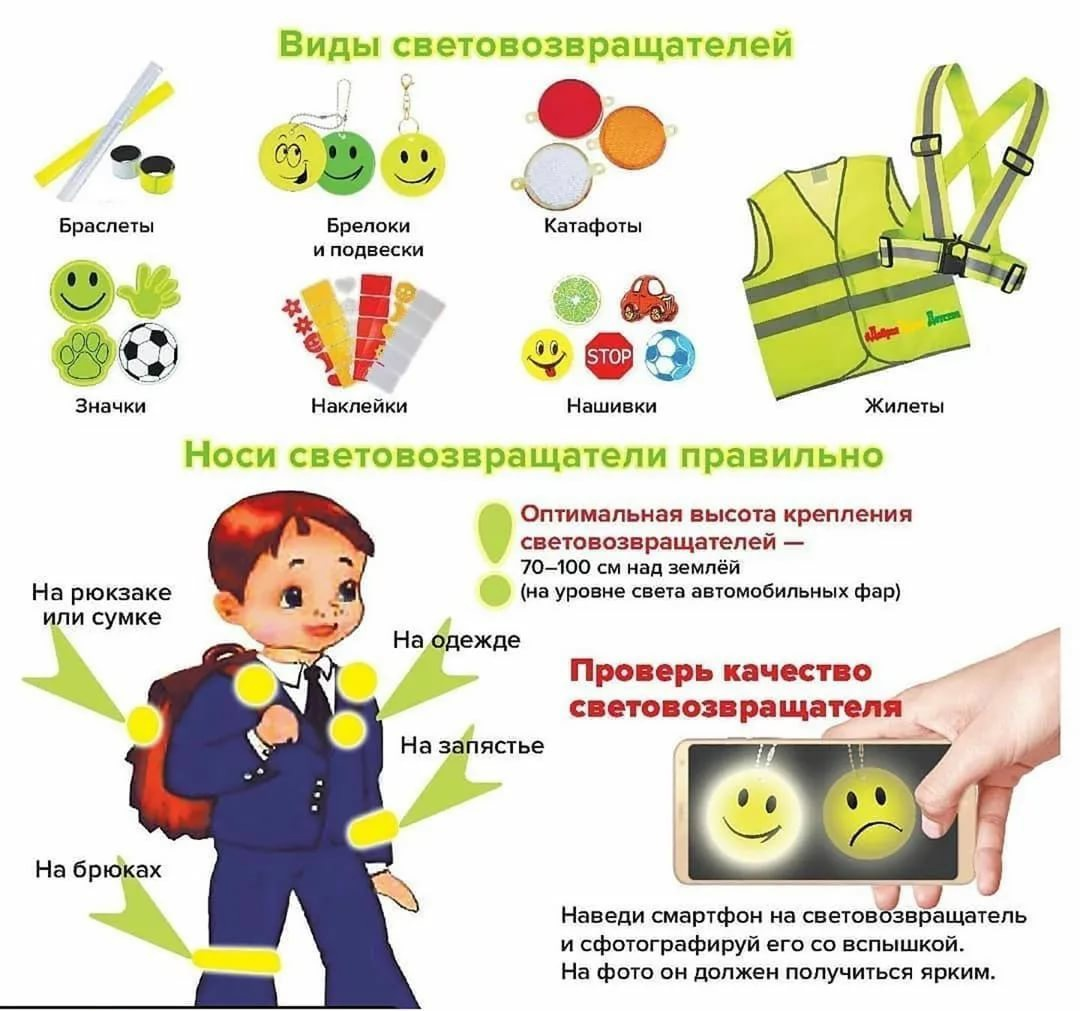 Виды световозвращателей
Браслеты
Брелоки
и подвески
Катафоты
STOP
Значки
Наклейки
Нашивки
Жилеты
Носи световозвращатели правильно
Оптимальная высота крепления
световозвращателей —
70–100 см над землёй
(на уровне света автомобильных фар)
На рюкзаке
или сумке
На одежде
На запястье
На брюках
Проверь качество
световозвращателя
Наведи смартфон на световозвращатель
и сфотографируй его со вспышкой.
На фото он должен получиться ярким.